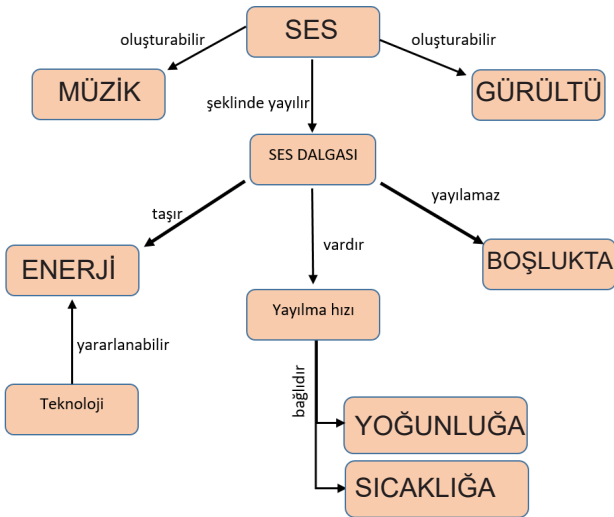 SES
oluşturabilir
oluşturabilir
MÜZİK
GÜRÜLTÜ
şeklinde yayılır
SES DALGASI
taşır
yayılamaz
vardır
ENERJİ
BOŞLUKTA
Yayılma hızı
yararlanabilir
bağlıdır
Teknoloji
YOĞUNLUĞA
SICAKLIĞA